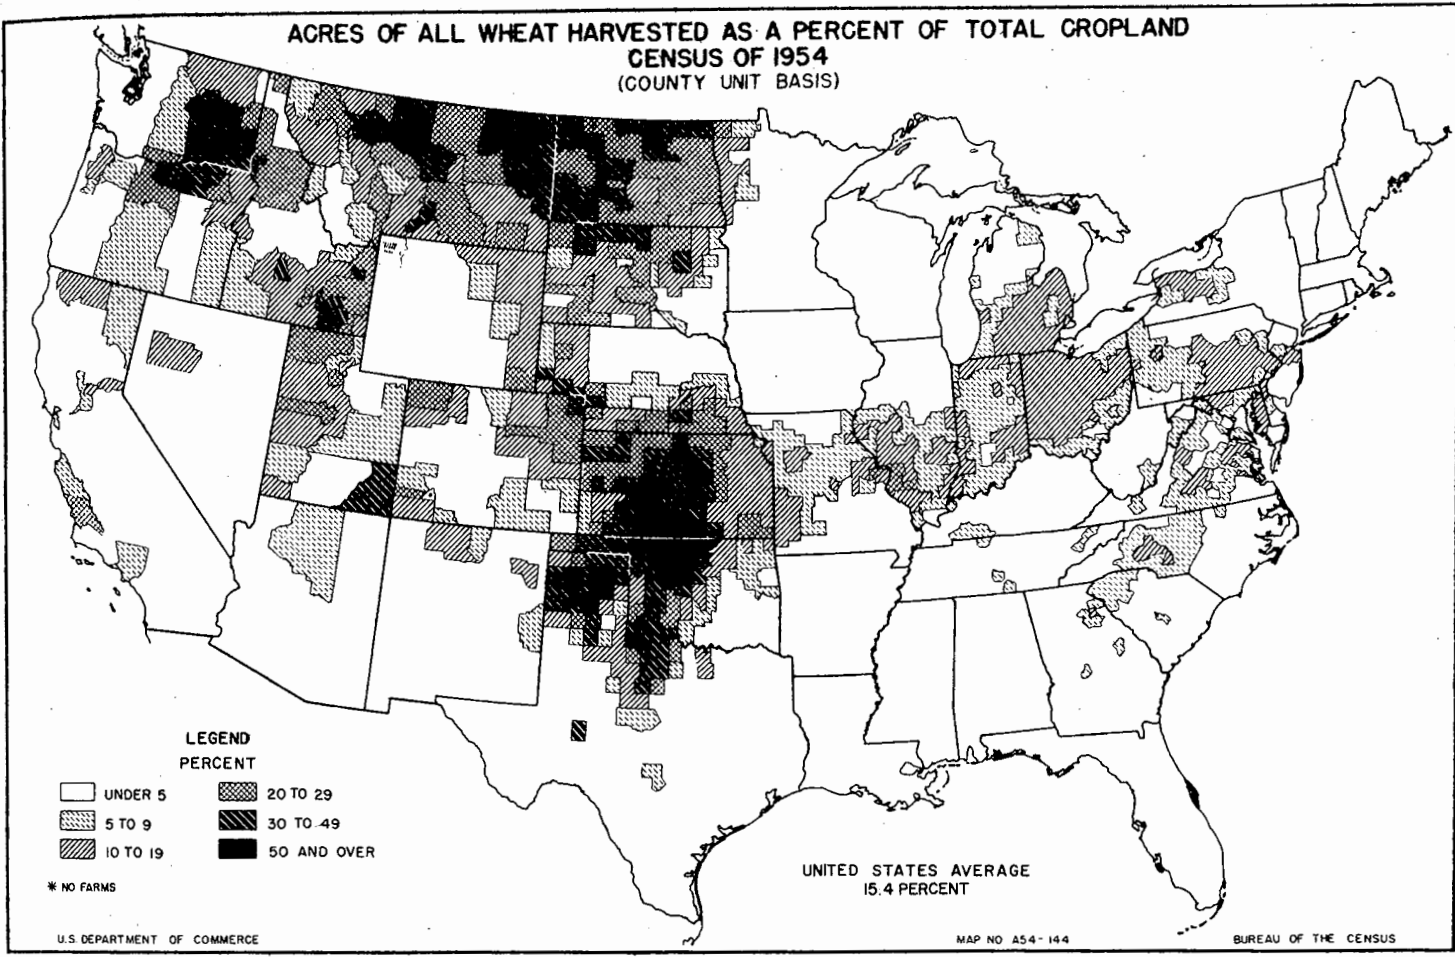 ACRES OF ALL WHEAT HARVESTED AS A PERCENT OF TOTAL CROPLAND
CENSUS OF 1954
(COUNTY UNIT BASIS)
LEGEND
PERCENT
UNDER 5
20 TO 29
5 TO 9
30 TO 49
10 TO 19
50 AND OVER
* NO FARMS
UNITED STATES AVERAGE
15.4 PERCENT
U.S. DEPARTMENT OF COMMERCE
MAP NO A54-144
BUREAU OF THE CENSUS